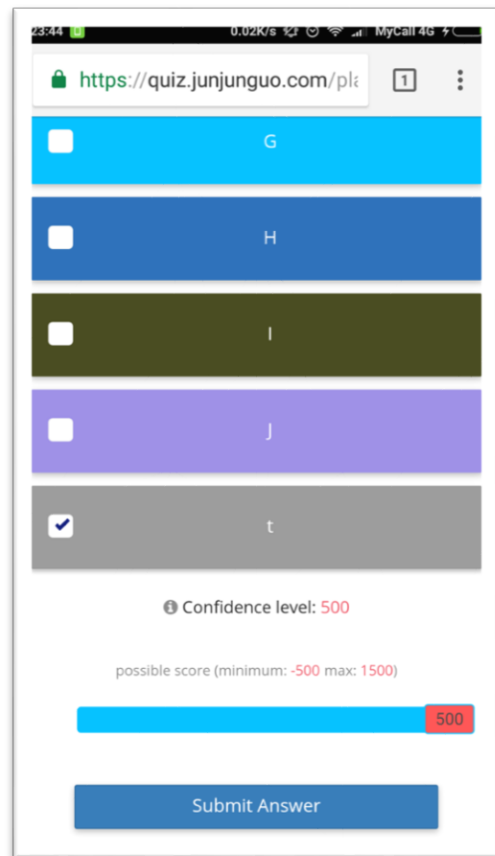 23:44 0.02K/s MyCall 4G
https://quiz.junjunguo.com/pla 1
G
H
I
J
t
Confidence level: 500
possible score (minimum: -500 max: 1500)
500
Submit Answer